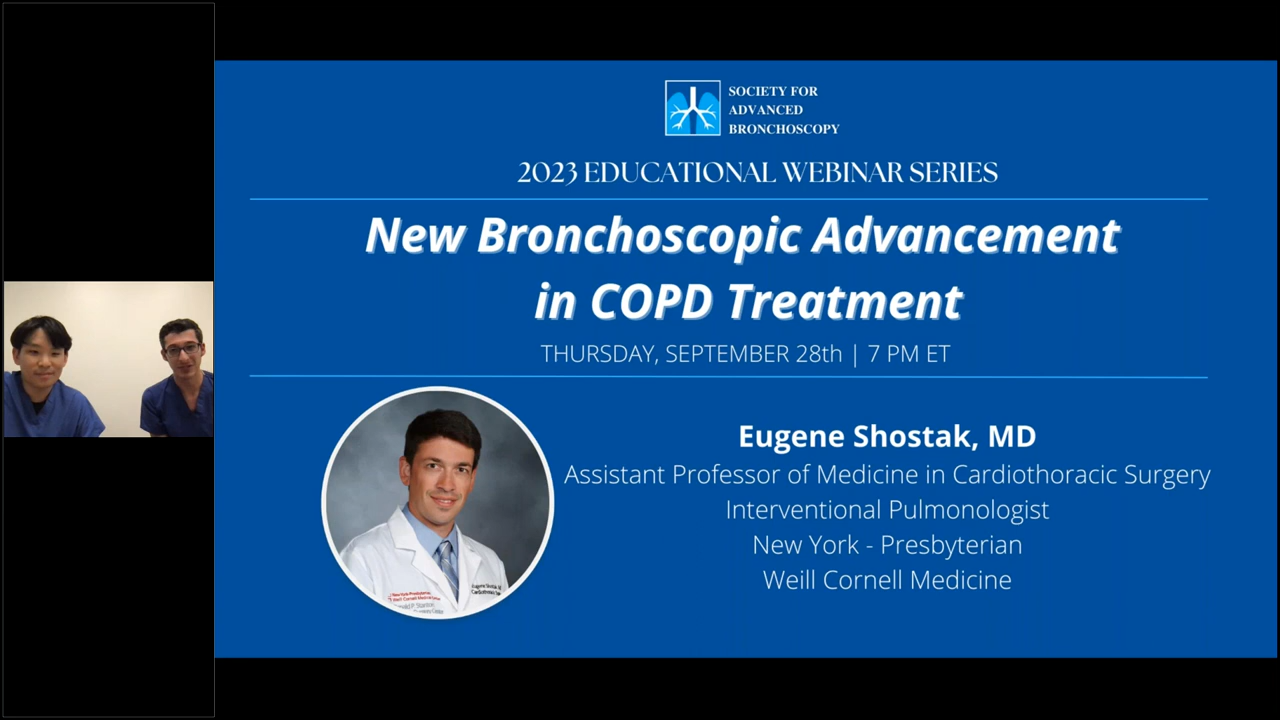 SOCIETY FOR
ADVANCED
BRONCHOSCOPY
2023 EDUCATIONAL WEBINAR SERIES
New Bronchoscopic Advancement
in COPD Treatment
THURSDAY, SEPTEMBER 28th | 7 PM ET
Eugene Shostak, MD
Assistant Professor of Medicine in Cardiothoracic Surgery
Interventional Pulmonologist
New York - Presbyterian
Weill Cornell Medicine